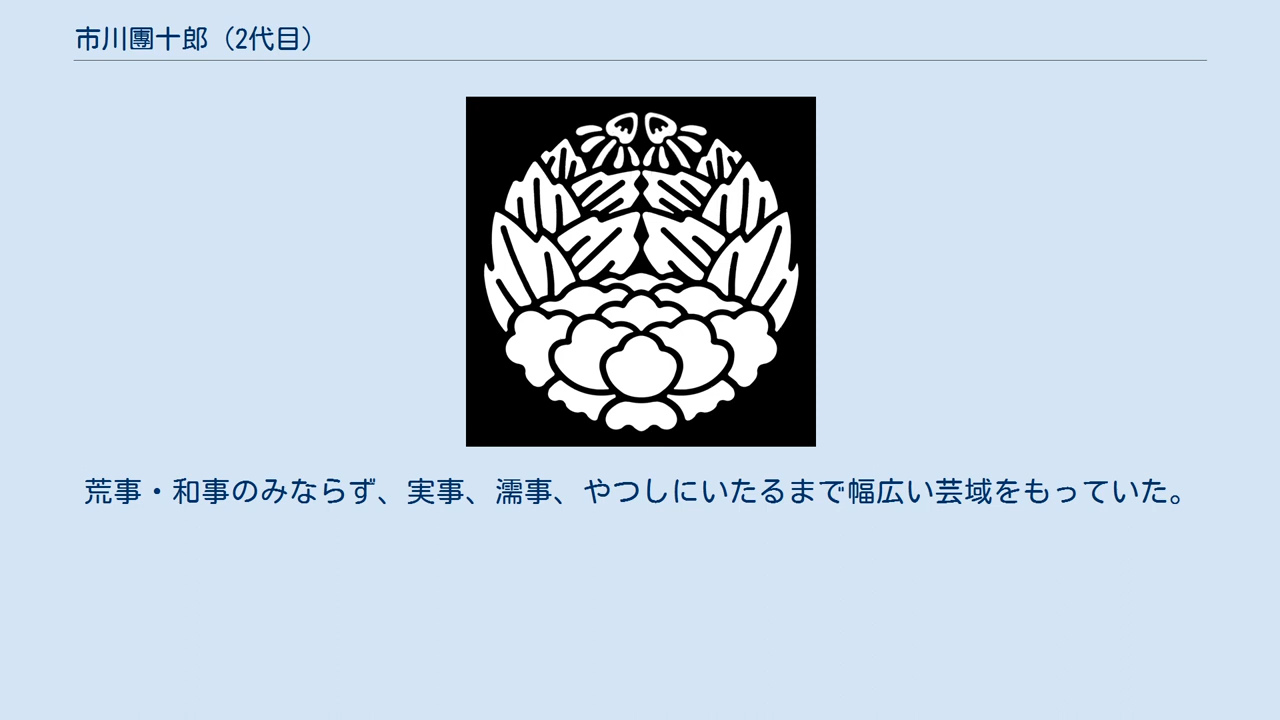 市川團十郎（2代目）
荒事・和事のみならず、実事、濡事、やつしにいたるまで幅広い芸域をもっていた。